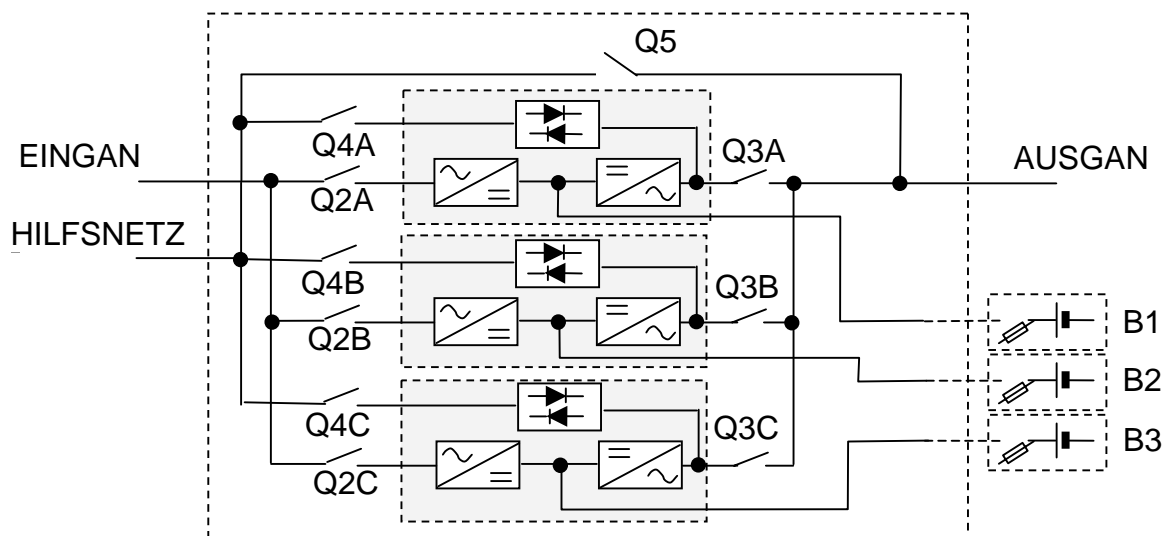 Q5
Q4A
EINGAN
Q3A
AUSGAN
Q2A
HILFSNETZ
Q4B
Q3B
Q2B
B1
B2
Q4C
Q3C
B3
Q2C